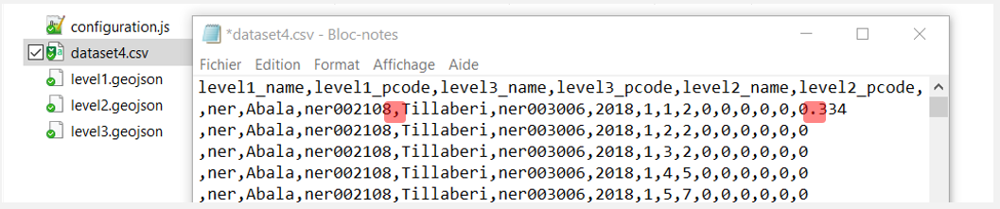 configuration.js
dataset4.csv
level1.geojson
level2.geojson
level3.geojson
*dataset4.csv - Bloc-notes
Fichier Edition Format Affichage Aide
level1_name,level1_pcode,level3_name,level3_pcode,level2_name,level2_pcode,
,ner,Abala,ner002108,Tillaberi,ner003006,2018,1,1,2,0,0,0,0,0,0.334
,ner,Abala,ner002108,Tillaberi,ner003006,2018,1,2,2,0,0,0,0,0,0
,ner,Abala,ner002108,Tillaberi,ner003006,2018,1,3,2,0,0,0,0,0,0
,ner,Abala,ner002108,Tillaberi,ner003006,2018,1,4,5,0,0,0,0,0,0
,ner,Abala,ner002108,Tillaberi,ner003006,2018,1,5,7,0,0,0,0,0,0